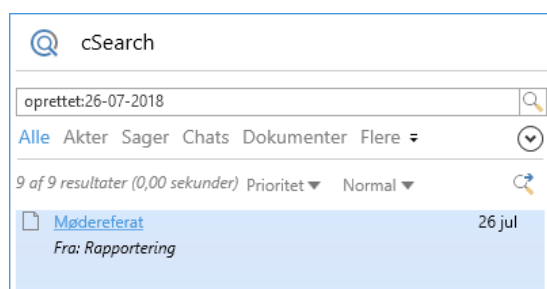 cSearch
oprettet:26-07-2018
Alle Akter Sager Chats Dokumenter Flere
9 af 9 resultater (0,00 sekunder) Prioritet Normal
Mødereferat 26 jul
Fra: Rapportering